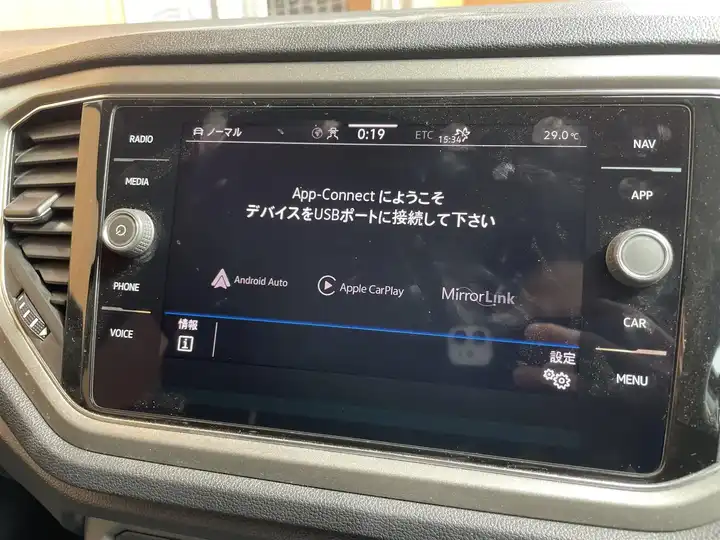 RADIO
MEDIA
PHONE
VOICE
ノーマル
0:19
ETC
15:34
29.0℃
App-Connect にようこそ
デバイスをUSBポートに接続して下さい
Android Auto
Apple CarPlay
MirrorLink
情報
i
設定
NAV
APP
CAR
MENU